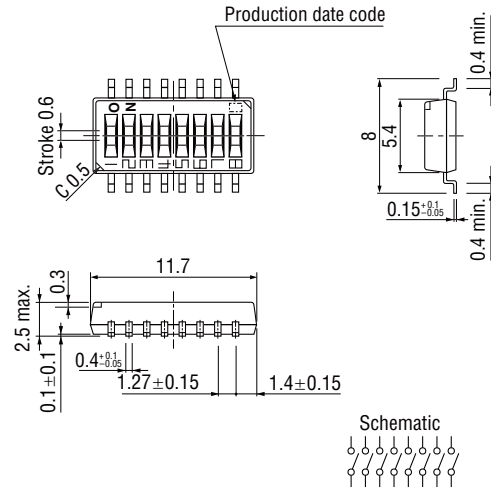 Production date code
0.4 min.
ON
Stroke 0.6
C0.5
8
5.4
0.15+0.1-0.05
0.4 min.
11.7
0.3
2.5 max.
0.1±0.1
0.4+0.1-0.05
1.27±0.15
1.4±0.15
Schematic